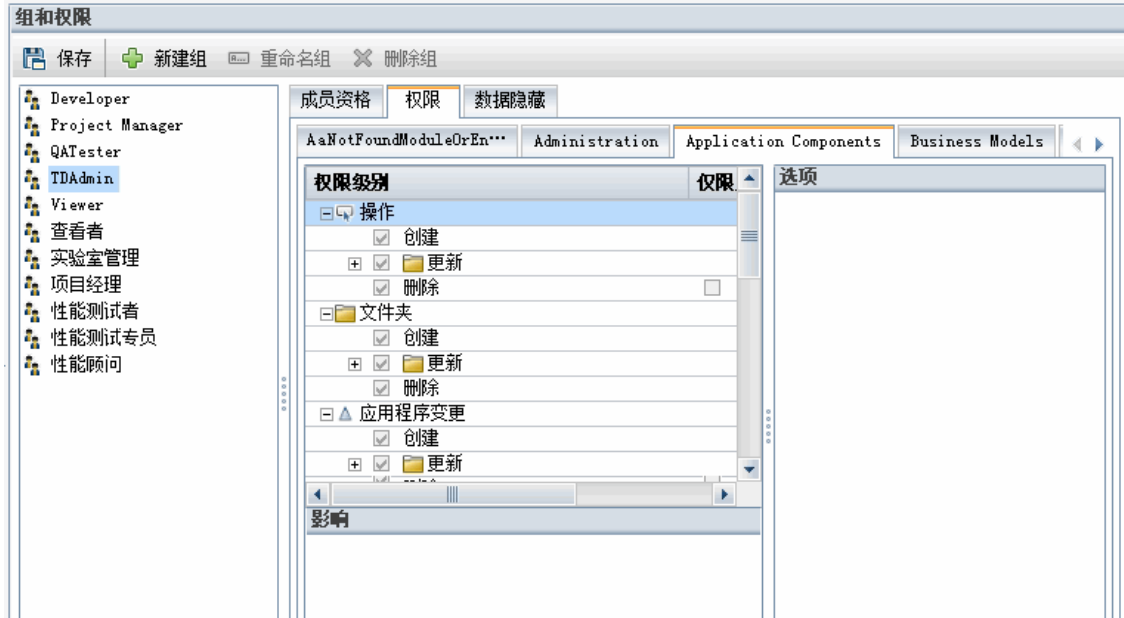 组和权限
保存 新建组 重命名组 删除组
Developer
Project Manager
QATester
TDAdmin
Viewer
查看者
实验室管理
项目经理
性能测试者
性能测试专员
性能顾问
成员资格 权限 数据隐藏
AaNotFoundModuleOrEn… Administration Application Components Business Models
权限级别 仅限
操作
创建
更新
删除
文件夹
创建
更新
删除
应用程序变更
创建
更新
影响
选项